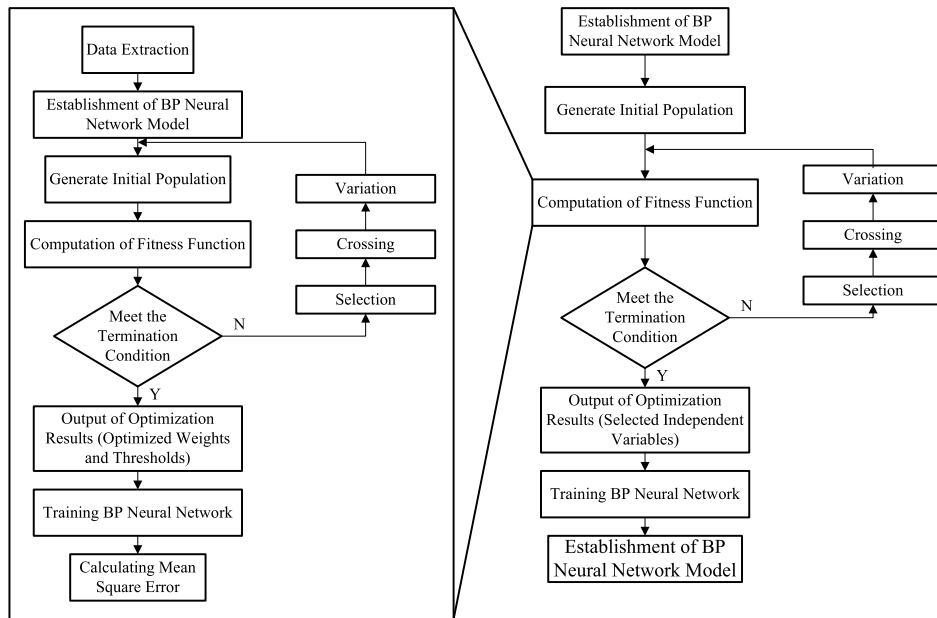 Data Extraction
Establishment of BP Neural
Network Model
Generate Initial Population
Computation of Fitness Function
Meet the
Termination
Condition
N
Y
Variation
Crossing
Selection
Output of Optimization
Results (Optimized Weights
and Thresholds)
Training BP Neural Network
Calculating Mean
Square Error
Establishment of BP
Neural Network Model
Generate Initial Population
Computation of Fitness Function
Meet the
Termination
Condition
N
Y
Variation
Crossing
Selection
Output of Optimization
Results (Selected Independent
Variables)
Training BP Neural Network
Establishment of BP
Neural Network Model